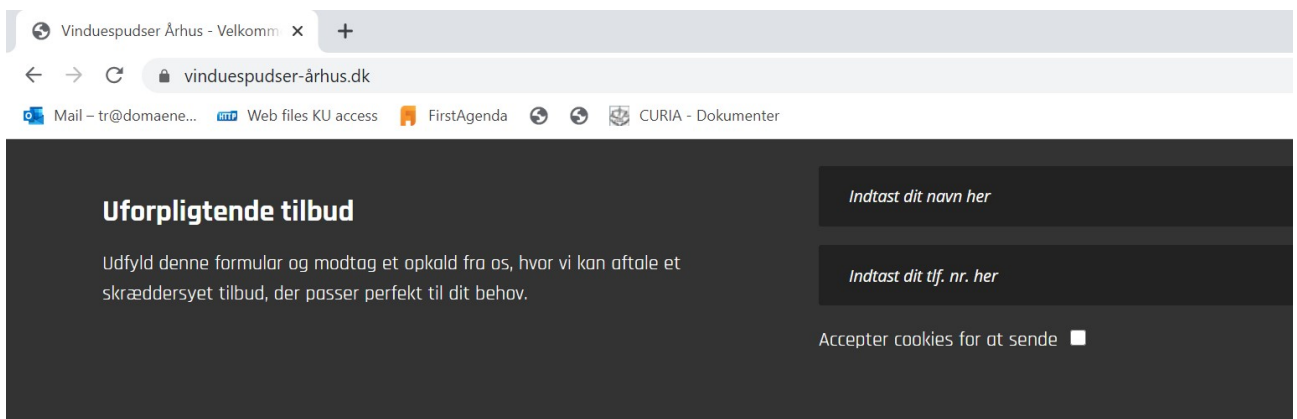 Vinduespudser Århus - Velkomm
vinduespudser-århus.dk
Mail – tr@domaene... HTTP Web files KU access FirstAgenda CURIA - Dokumenter
Uforpligtende tilbud
Udfyld denne formular og modtag et opkald fra os, hvor vi kan aftale et
skræddersyet tilbud, der passer perfekt til dit behov.
Indtast dit navn her
Indtast dit tlf. nr. her
Accepter cookies for at sende